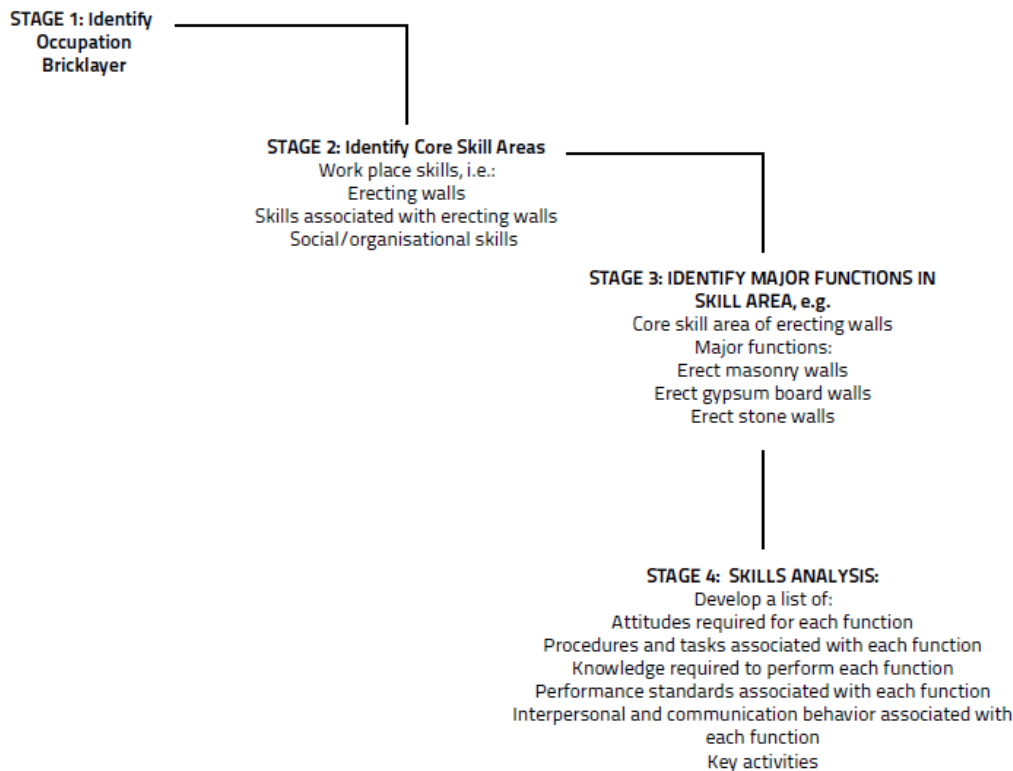 STAGE 1: Identify
Occupation
Bricklayer
STAGE 2: Identify Core Skill Areas
Work place skills, i.e.:
Erecting walls
Skills associated with erecting walls
Social/organisational skills
STAGE 3: IDENTIFY MAJOR FUNCTIONS IN
SKILL AREA, e.g.
Core skill area of erecting walls
Major functions:
Erect masonry walls
Erect gypsum board walls
Erect stone walls
STAGE 4: SKILLS ANALYSIS:
Develop a list of:
Attitudes required for each function
Procedures and tasks associated with each function
Knowledge required to perform each function
Performance standards associated with each function
Interpersonal and communication behavior associated with
each function
Key activities